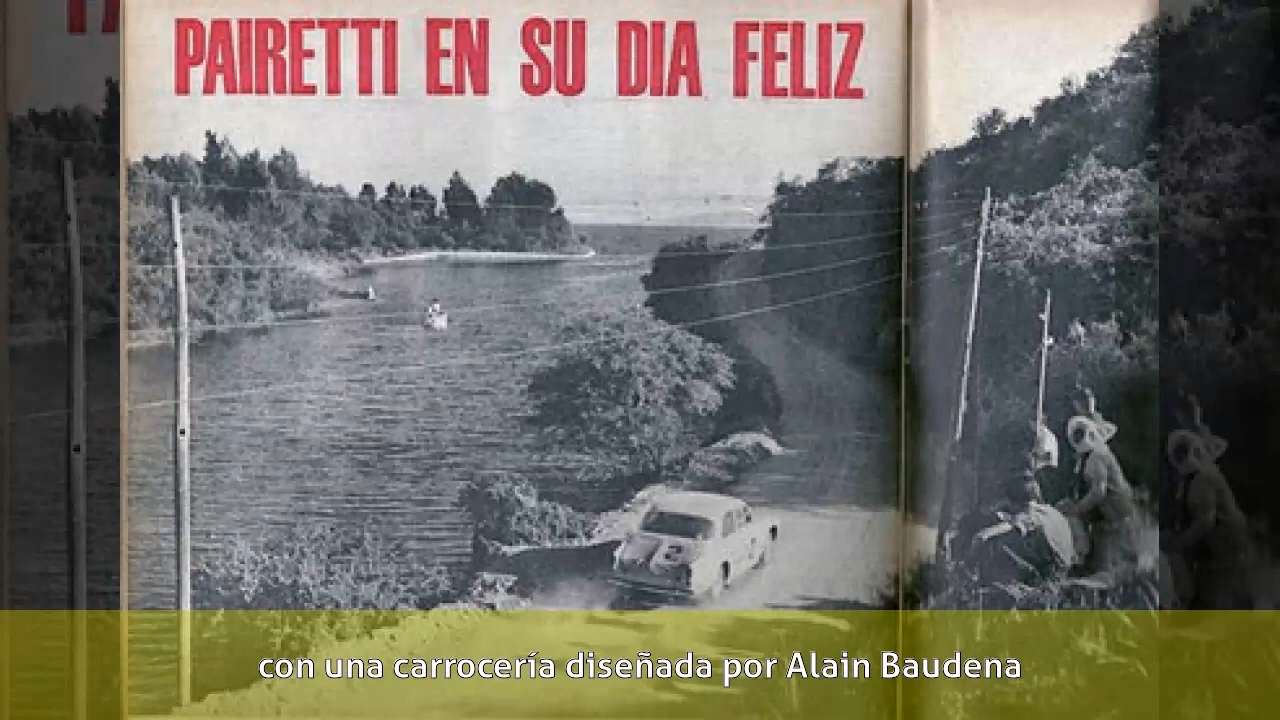 PAIRETTI EN SU DIA FELIZ
con una carrocería diseñada por Alain Baudena